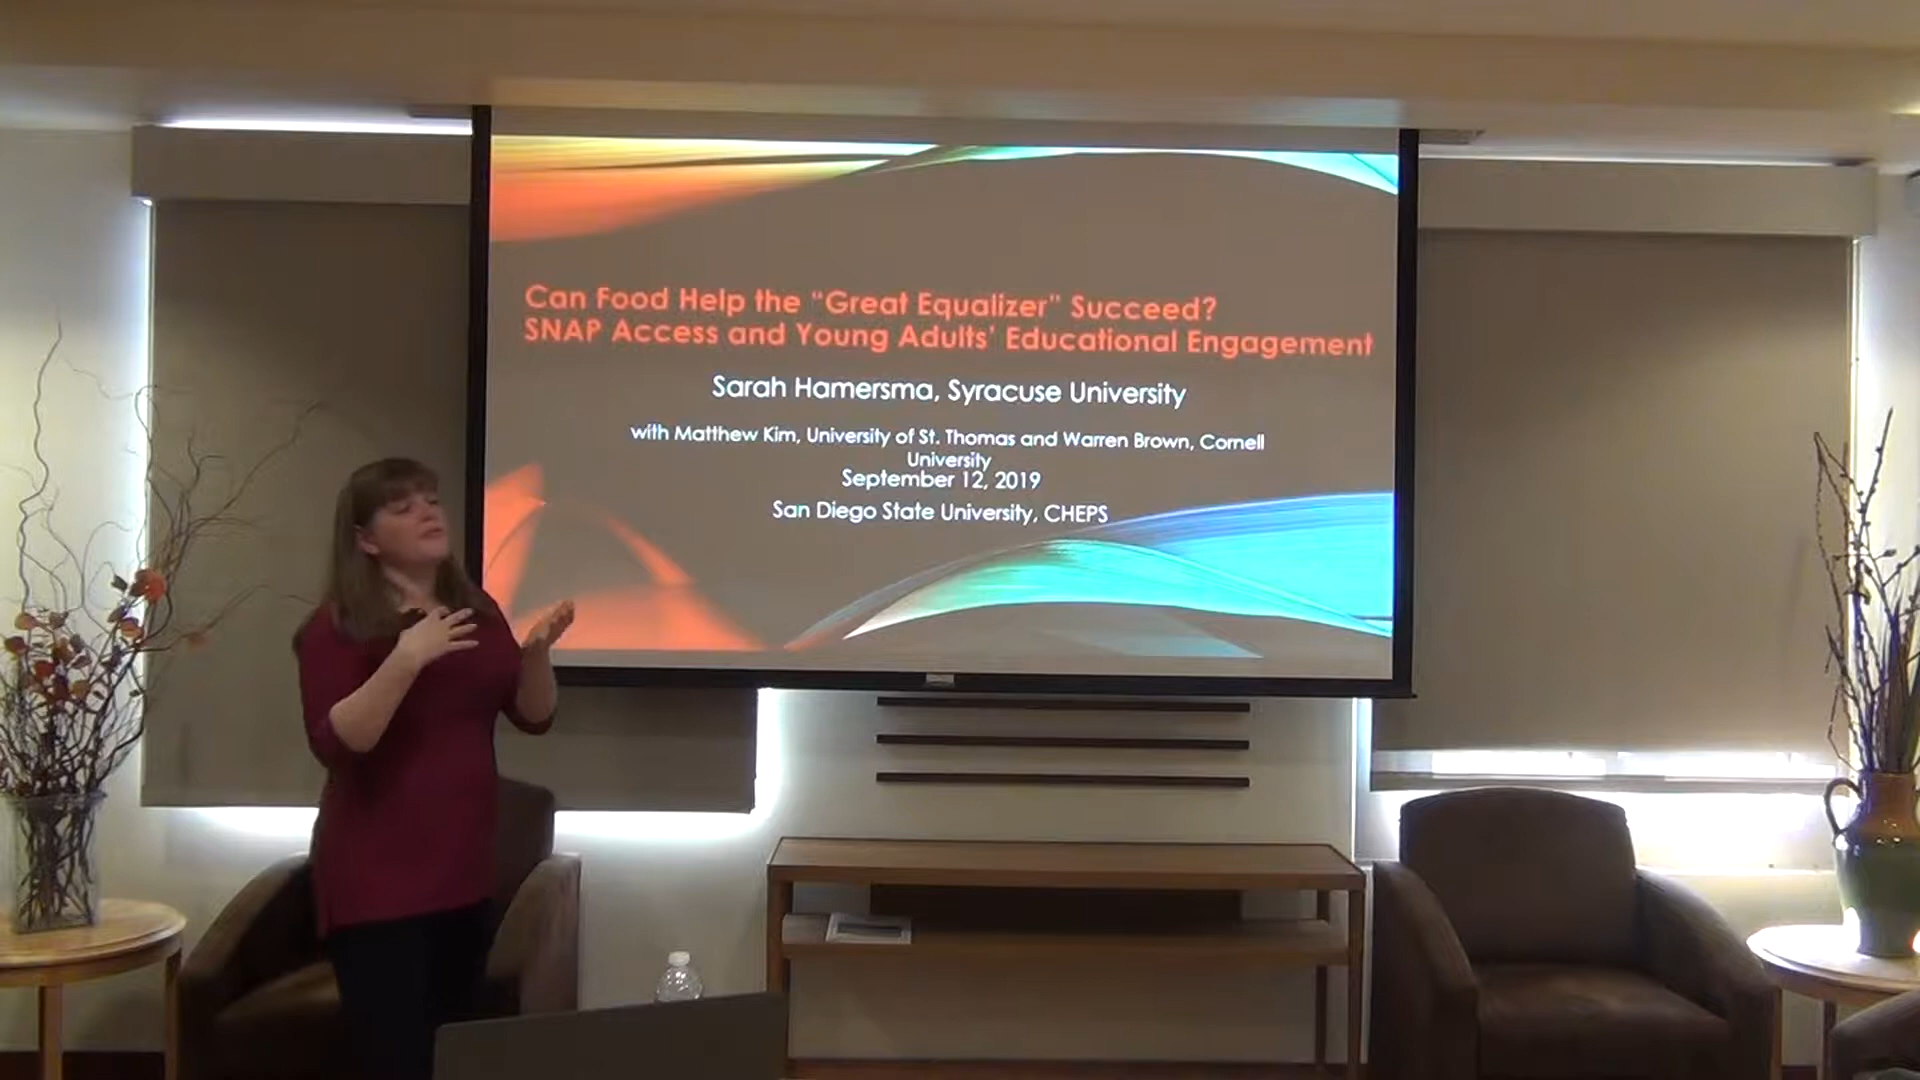 Can Food Help the “Great Equalizer” Succeed?
SNAP Access and Young Adults’ Educational Engagement
Sarah Hamersma, Syracuse University
with Matthew Kim, University of St. Thomas and Warren Brown, Cornell
University
September 12, 2019
San Diego State University, CHEPS